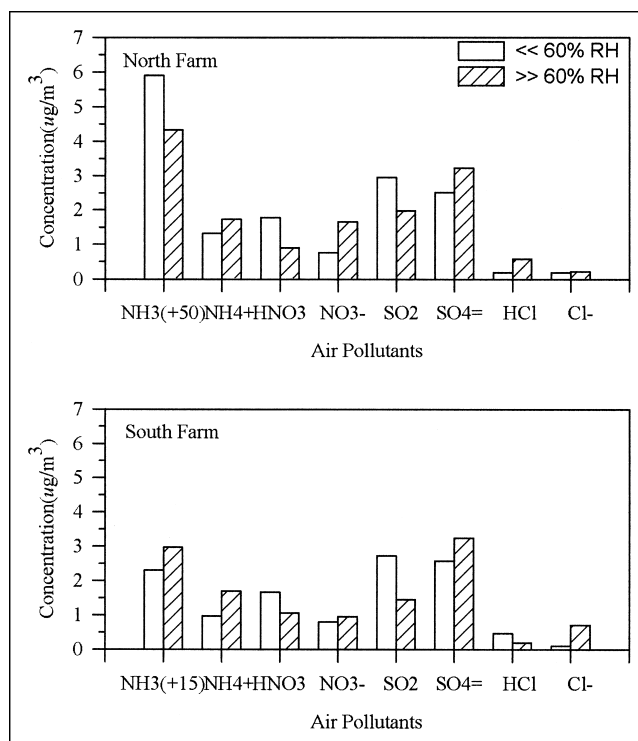 7
6
5
4
3
2
1
0
Concentration(ug/m³)
North Farm
<< 60% RH
>> 60% RH
NH3(+50) NH4+ HNO3 NO3- SO2 SO4= HCl Cl-
Air Pollutants
7
6
5
4
3
2
1
0
Concentration(ug/m³)
South Farm
NH3(+15) NH4+ HNO3 NO3- SO2 SO4= HCl Cl-
Air Pollutants